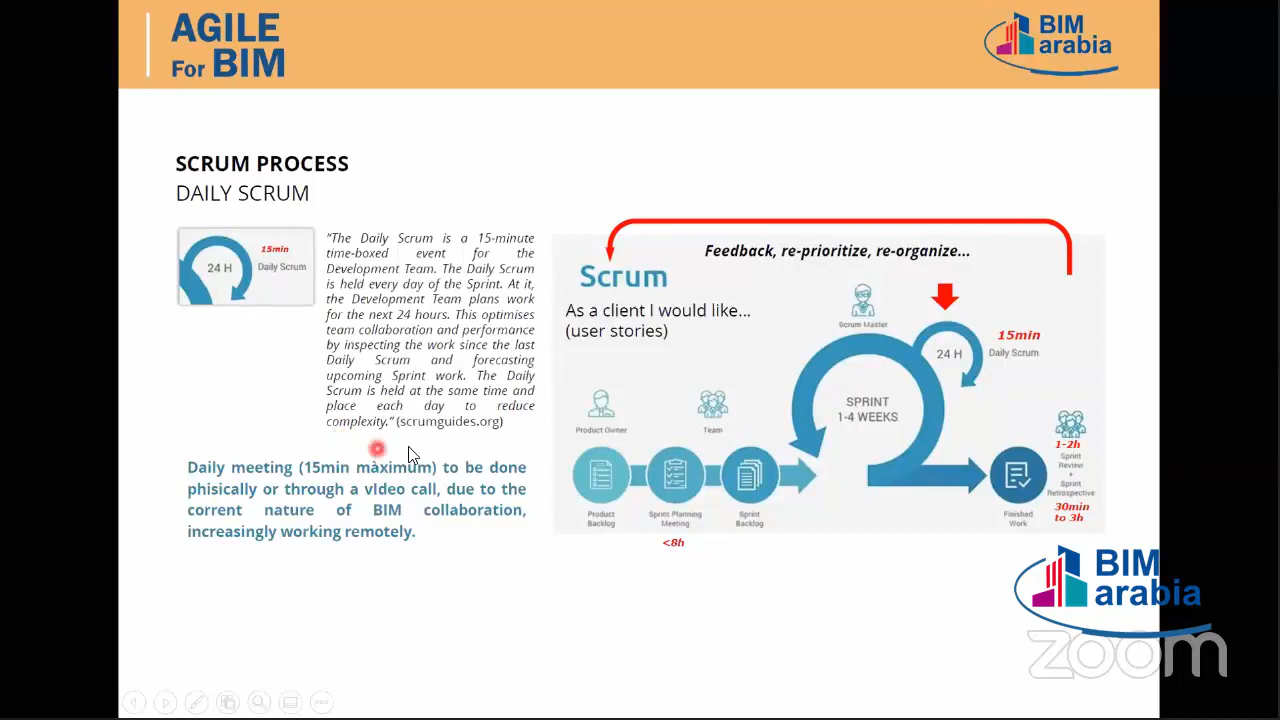 AGILE
For BIM
BIM
arabia
SCRUM PROCESS
DAILY SCRUM
15min
24 H
Daily Scrum
“The Daily Scrum is a 15-minute
time-boxed event for the
Development Team. The Daily Scrum
is held every day of the Sprint. At it,
the Development Team plans work
for the next 24 hours. This optimises
team collaboration and performance
by inspecting the work since the last
Daily Scrum and forecasting
upcoming Sprint work. The Daily
Scrum is held at the same time and
place each day to reduce
complexity.” (scrumguides.org)
Daily meeting (15min màximum) to be done
phisically or through a video call, due to the
corrent nature of BIM collaboration,
increasingly working remotely.
Feedback, re-prioritize, re-organize...
Scrum
As a client I would like...
(user stories)
Scrum Master
15min
24 H
Daily Scrum
SPRINT
1-4 WEEKS
Product Owner
Team
1-2h
Sprint
Review
+
Sprint
Retrospective
30min
to 3h
Product
Backlog
Sprint Planning
Meeting
Sprint
Backlog
Finished
Work
<8h
BIM
arabia
zoom